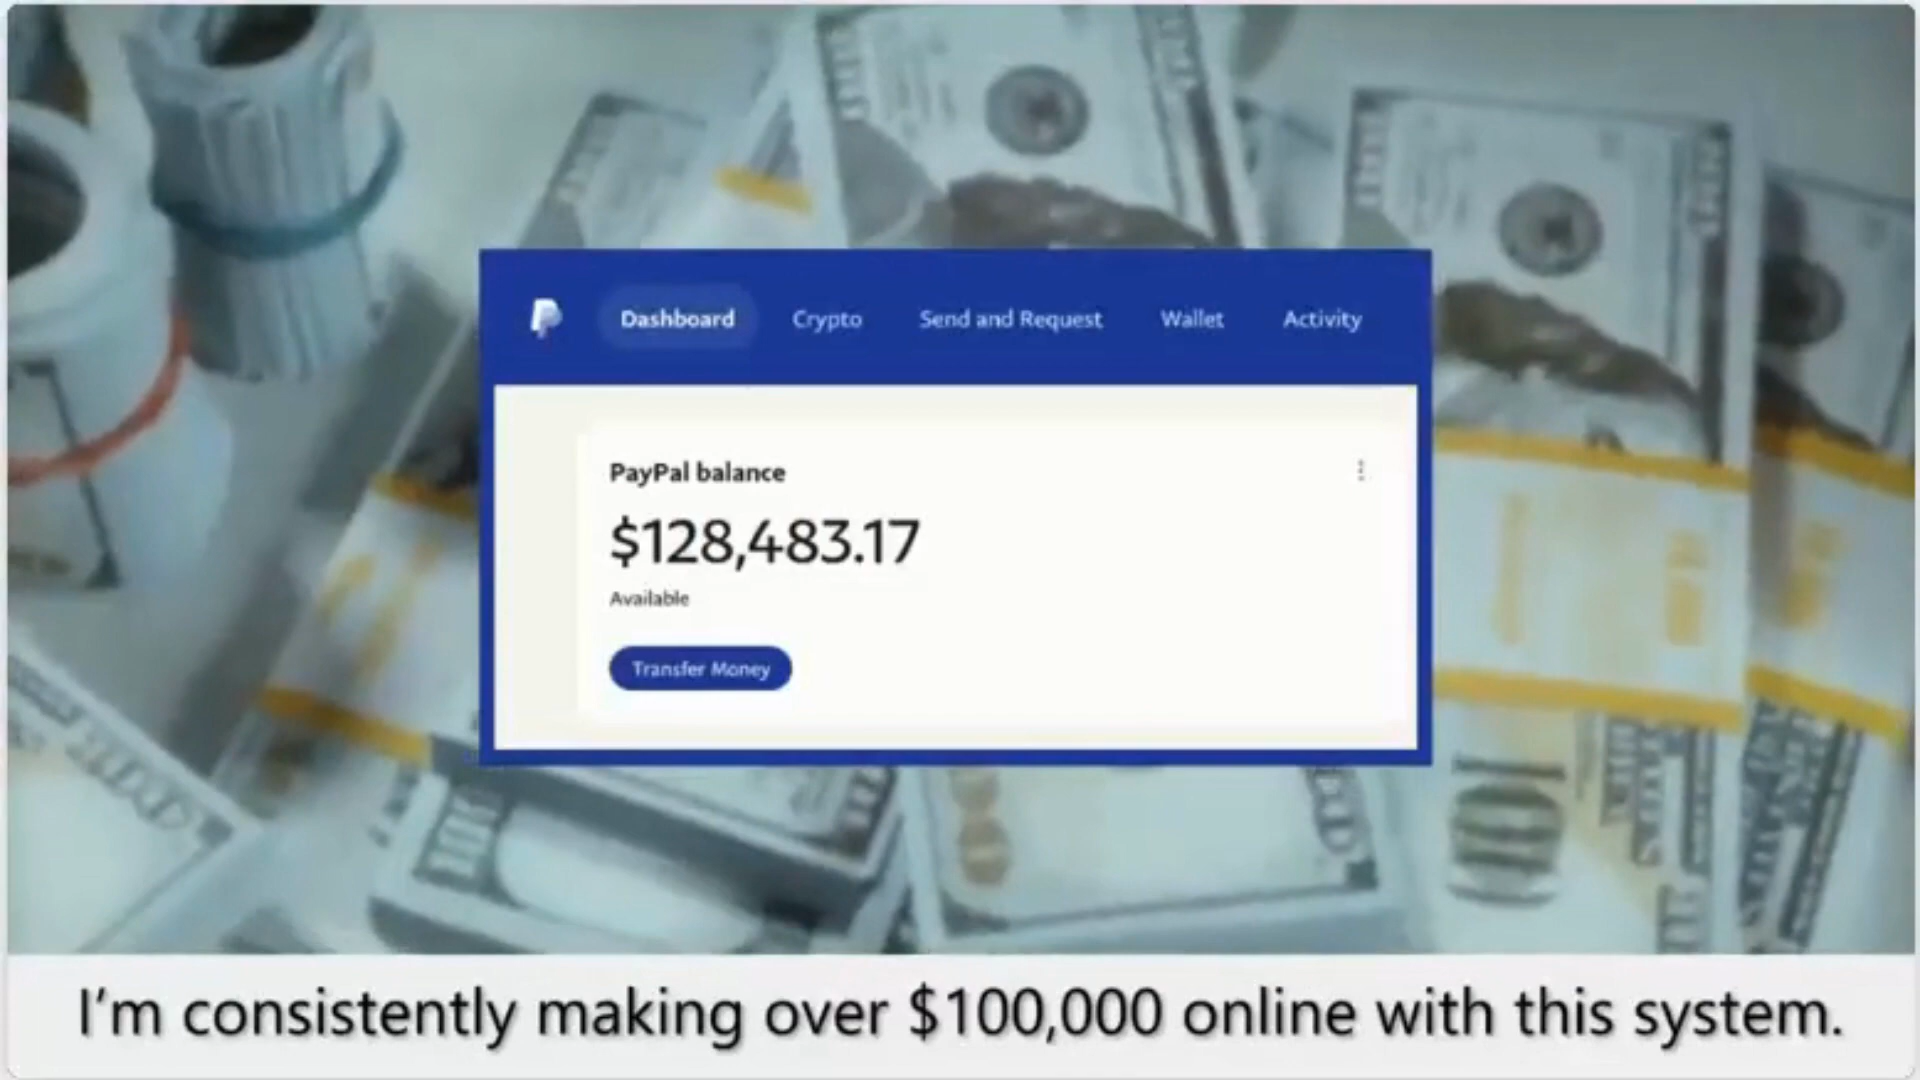 Dashboard Crypto Send and Request Wallet Activity
PayPal balance
$128,483.17
Available
Transfer Money
I'm consistently making over $100,000 online with this system.